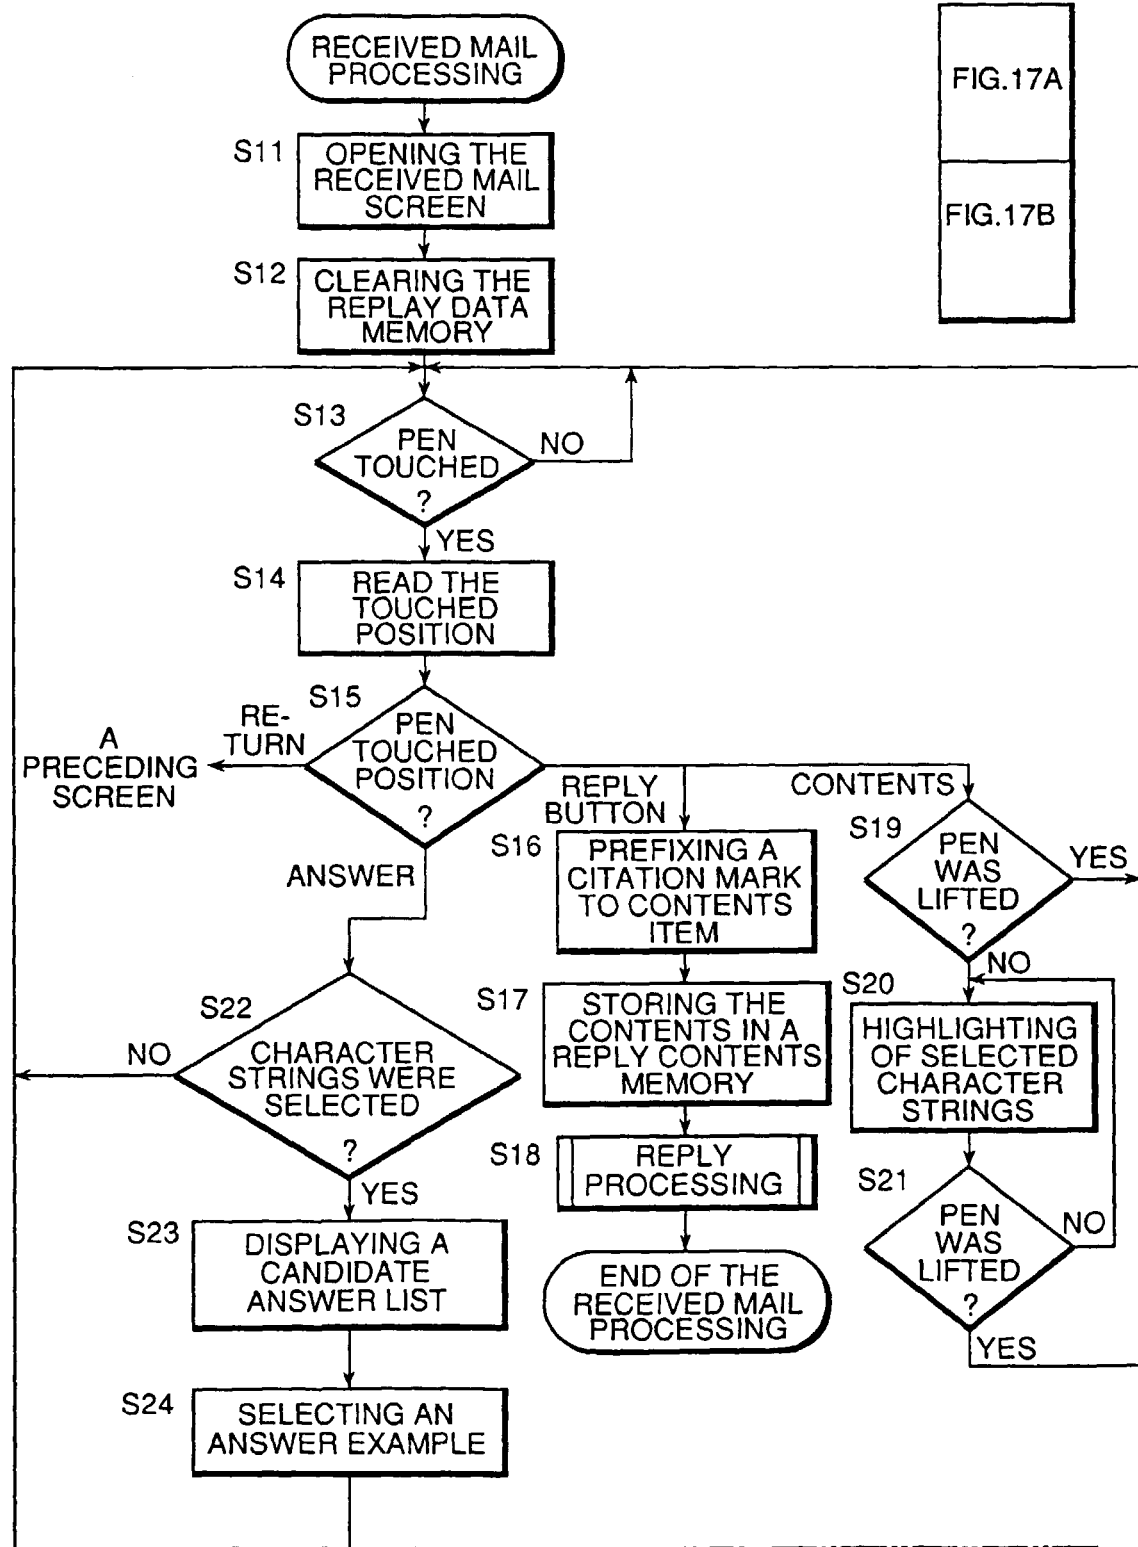 RECEIVED MAIL
PROCESSING
FIG.17A
FIG.17B
S11
OPENING THE
RECEIVED MAIL
SCREEN
S12
CLEARING THE
REPLAY DATA
MEMORY
S13
PEN
TOUCHED
?
NO
YES
S14
READ THE
TOUCHED
POSITION
S15
PEN
TOUCHED
POSITION
?
RE-
TURN
A
PRECEDING
SCREEN
REPLY
BUTTON
CONTENTS
ANSWER
S16
PREFIXING A
CITATION MARK
TO CONTENTS
ITEM
S17
STORING THE
CONTENTS IN A
REPLY CONTENTS
MEMORY
S18
REPLY
PROCESSING
END OF THE
RECEIVED MAIL
PROCESSING
S19
PEN
WAS
LIFTED
?
YES
NO
S20
HIGHLIGHTING
OF SELECTED
CHARACTER
STRINGS
S21
PEN
WAS
LIFTED
?
NO
YES
S22
CHARACTER
STRINGS WERE
SELECTED
?
NO
YES
S23
DISPLAYING A
CANDIDATE
ANSWER LIST
S24
SELECTING AN
ANSWER EXAMPLE